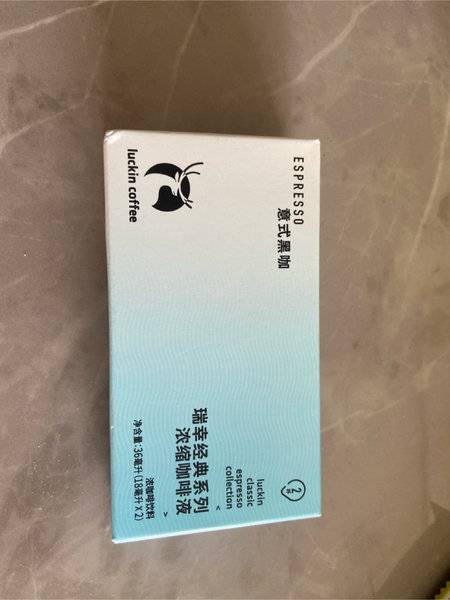 luckin coffee
ESPRESSO
意式黑咖
2
luckin
classic
espresso
collection
瑞幸经典系列
浓缩咖啡液
< 浓咖啡饮料 >
净含量:36毫升(18毫升X2)